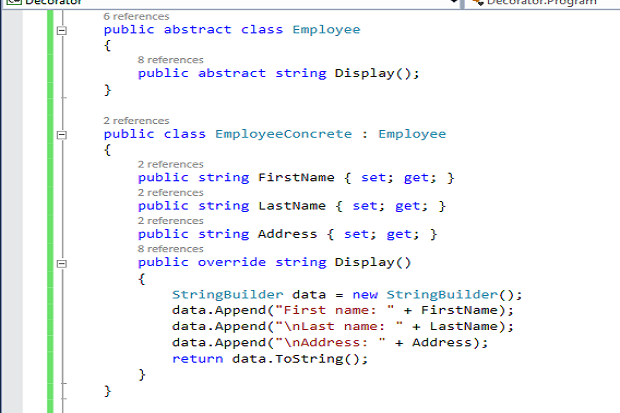 Decorator Decorator.Program
6 references
public abstract class Employee
{
8 references
public abstract string Display();
}
2 references
public class EmployeeConcrete : Employee
{
2 references
public string FirstName { set; get; }
2 references
public string LastName { set; get; }
2 references
public string Address { set; get; }
8 references
public override string Display()
{
StringBuilder data = new StringBuilder();
data.Append("First name: " + FirstName);
data.Append("\nLast name: " + LastName);
data.Append("\nAddress: " + Address);
return data.ToString();
}
}